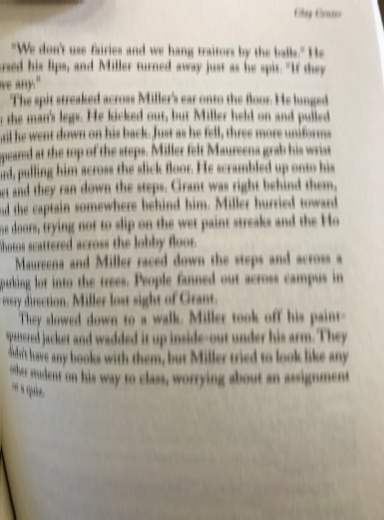 Clay Center
"We don't use fairies and we hang traitors by the balls." He
rsed his lips, and Miller turned away just as he spit. "If they
ve any."
The spit streaked across Miller's ear onto the floor. He lunged
the man's legs. He kicked out, but Miller held on and pulled
til he went down on his back. Just as he fell, three more uniforms
peared at the top of the steps. Miller felt Maureena grab his wrist
rd, pulling him across the slick floor. He scrambled up onto his
et and they ran down the steps. Grant was right behind them,
nd the captain somewhere behind him. Miller hurried toward
he doors, trying not to slip on the wet paint streaks and the Ho
photos scattered across the lobby floor.
Maureena and Miller raced down the steps and across a
parking lot into the trees. People fanned out across campus in
every direction. Miller lost sight of Grant.
They slowed down to a walk. Miller took off his paint-
spattered jacket and wadded it up inside-out under his arm. They
didn't have any books with them, but Miller tried to look like any
other student on his way to class, worrying about an assignment
or a quiz.